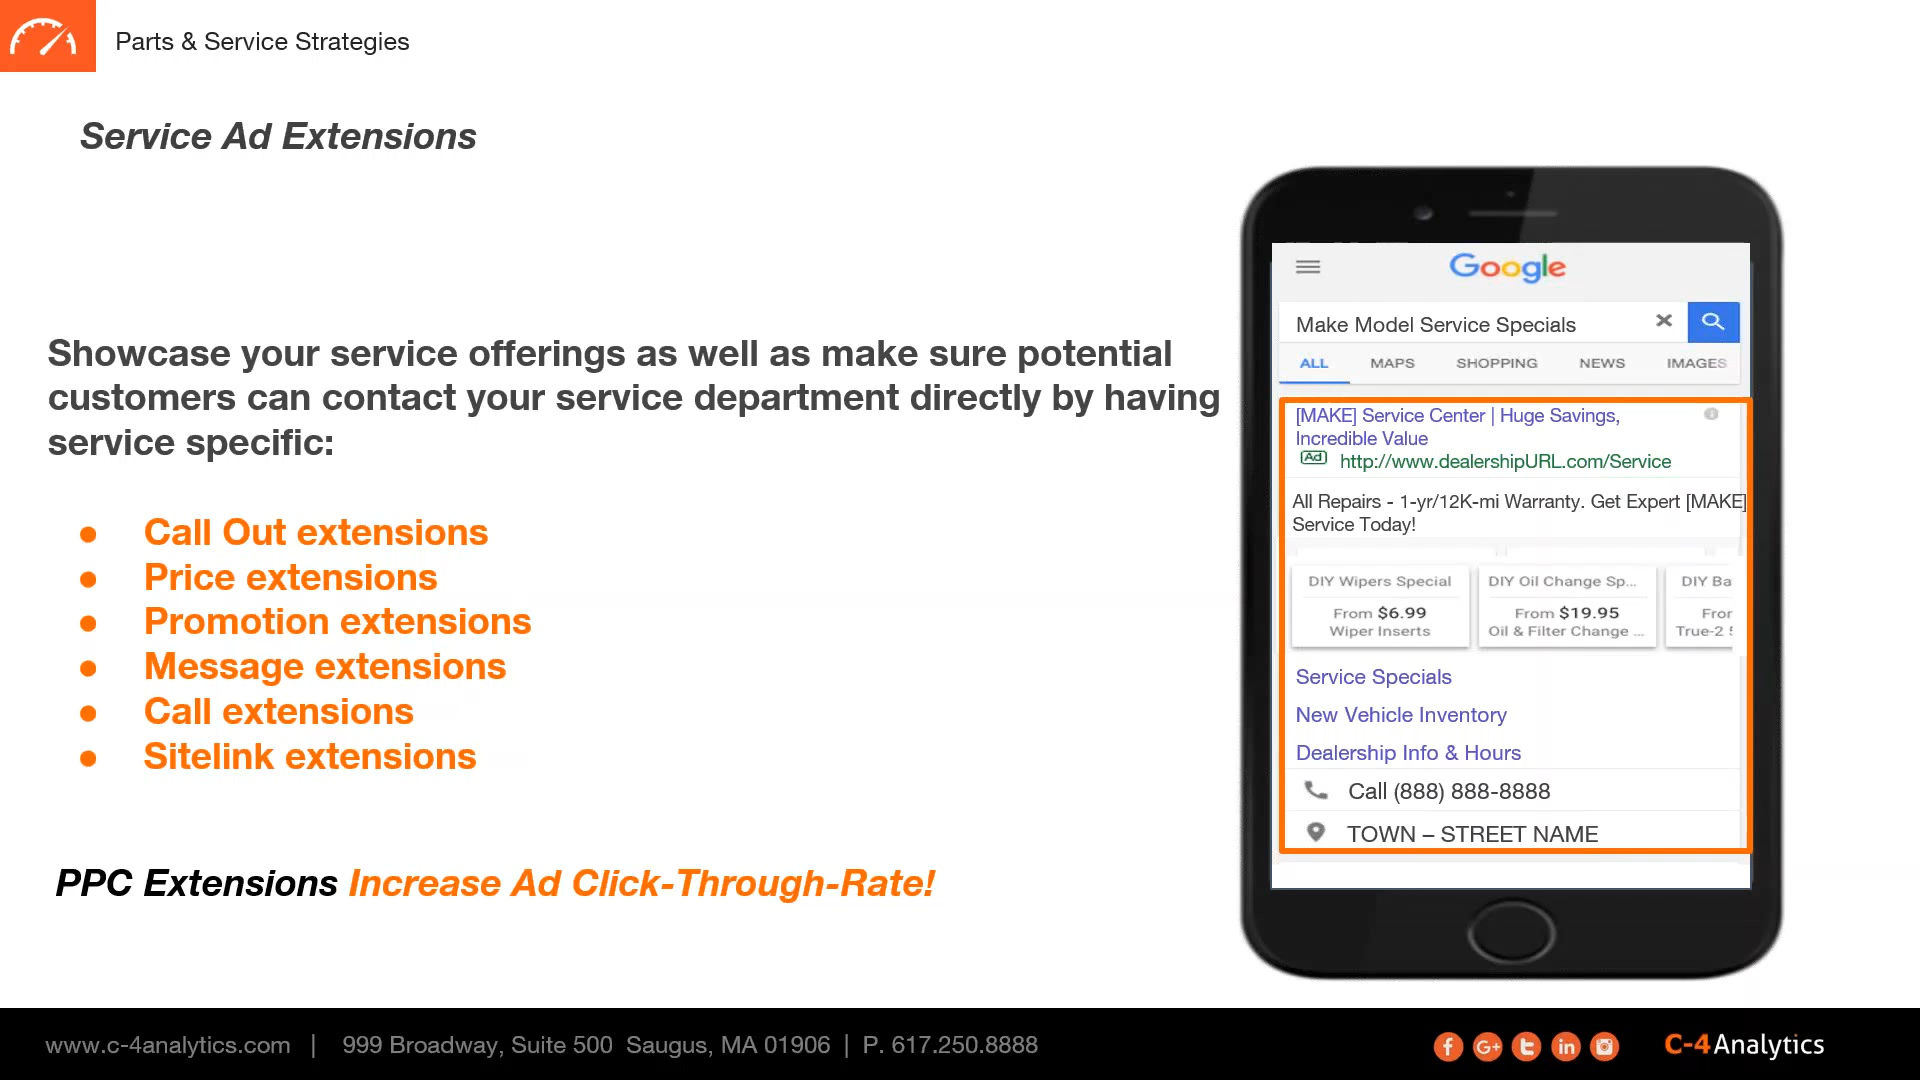 Parts & Service Strategies
Service Ad Extensions
Showcase your service offerings as well as make sure potential
customers can contact your service department directly by having
service specific:
● Call Out extensions
● Price extensions
● Promotion extensions
● Message extensions
● Call extensions
● Sitelink extensions
PPC Extensions Increase Ad Click-Through-Rate!
Google
Make Model Service Specials
ALL MAPS SHOPPING NEWS IMAGES
[MAKE] Service Center | Huge Savings,
Incredible Value
Ad http://www.dealershipURL.com/Service
All Repairs - 1-yr/12K-mi Warranty. Get Expert [MAKE]
Service Today!
DIY Wipers Special
From $6.99
Wiper Inserts
DIY Oil Change Sp...
From $19.95
Oil & Filter Change ...
DIY Ba
Fror
True-2
Service Specials
New Vehicle Inventory
Dealership Info & Hours
Call (888) 888-8888
TOWN – STREET NAME
www.c-4analytics.com | 999 Broadway, Suite 500 Saugus, MA 01906 | P. 617.250.8888
C-4Analytics